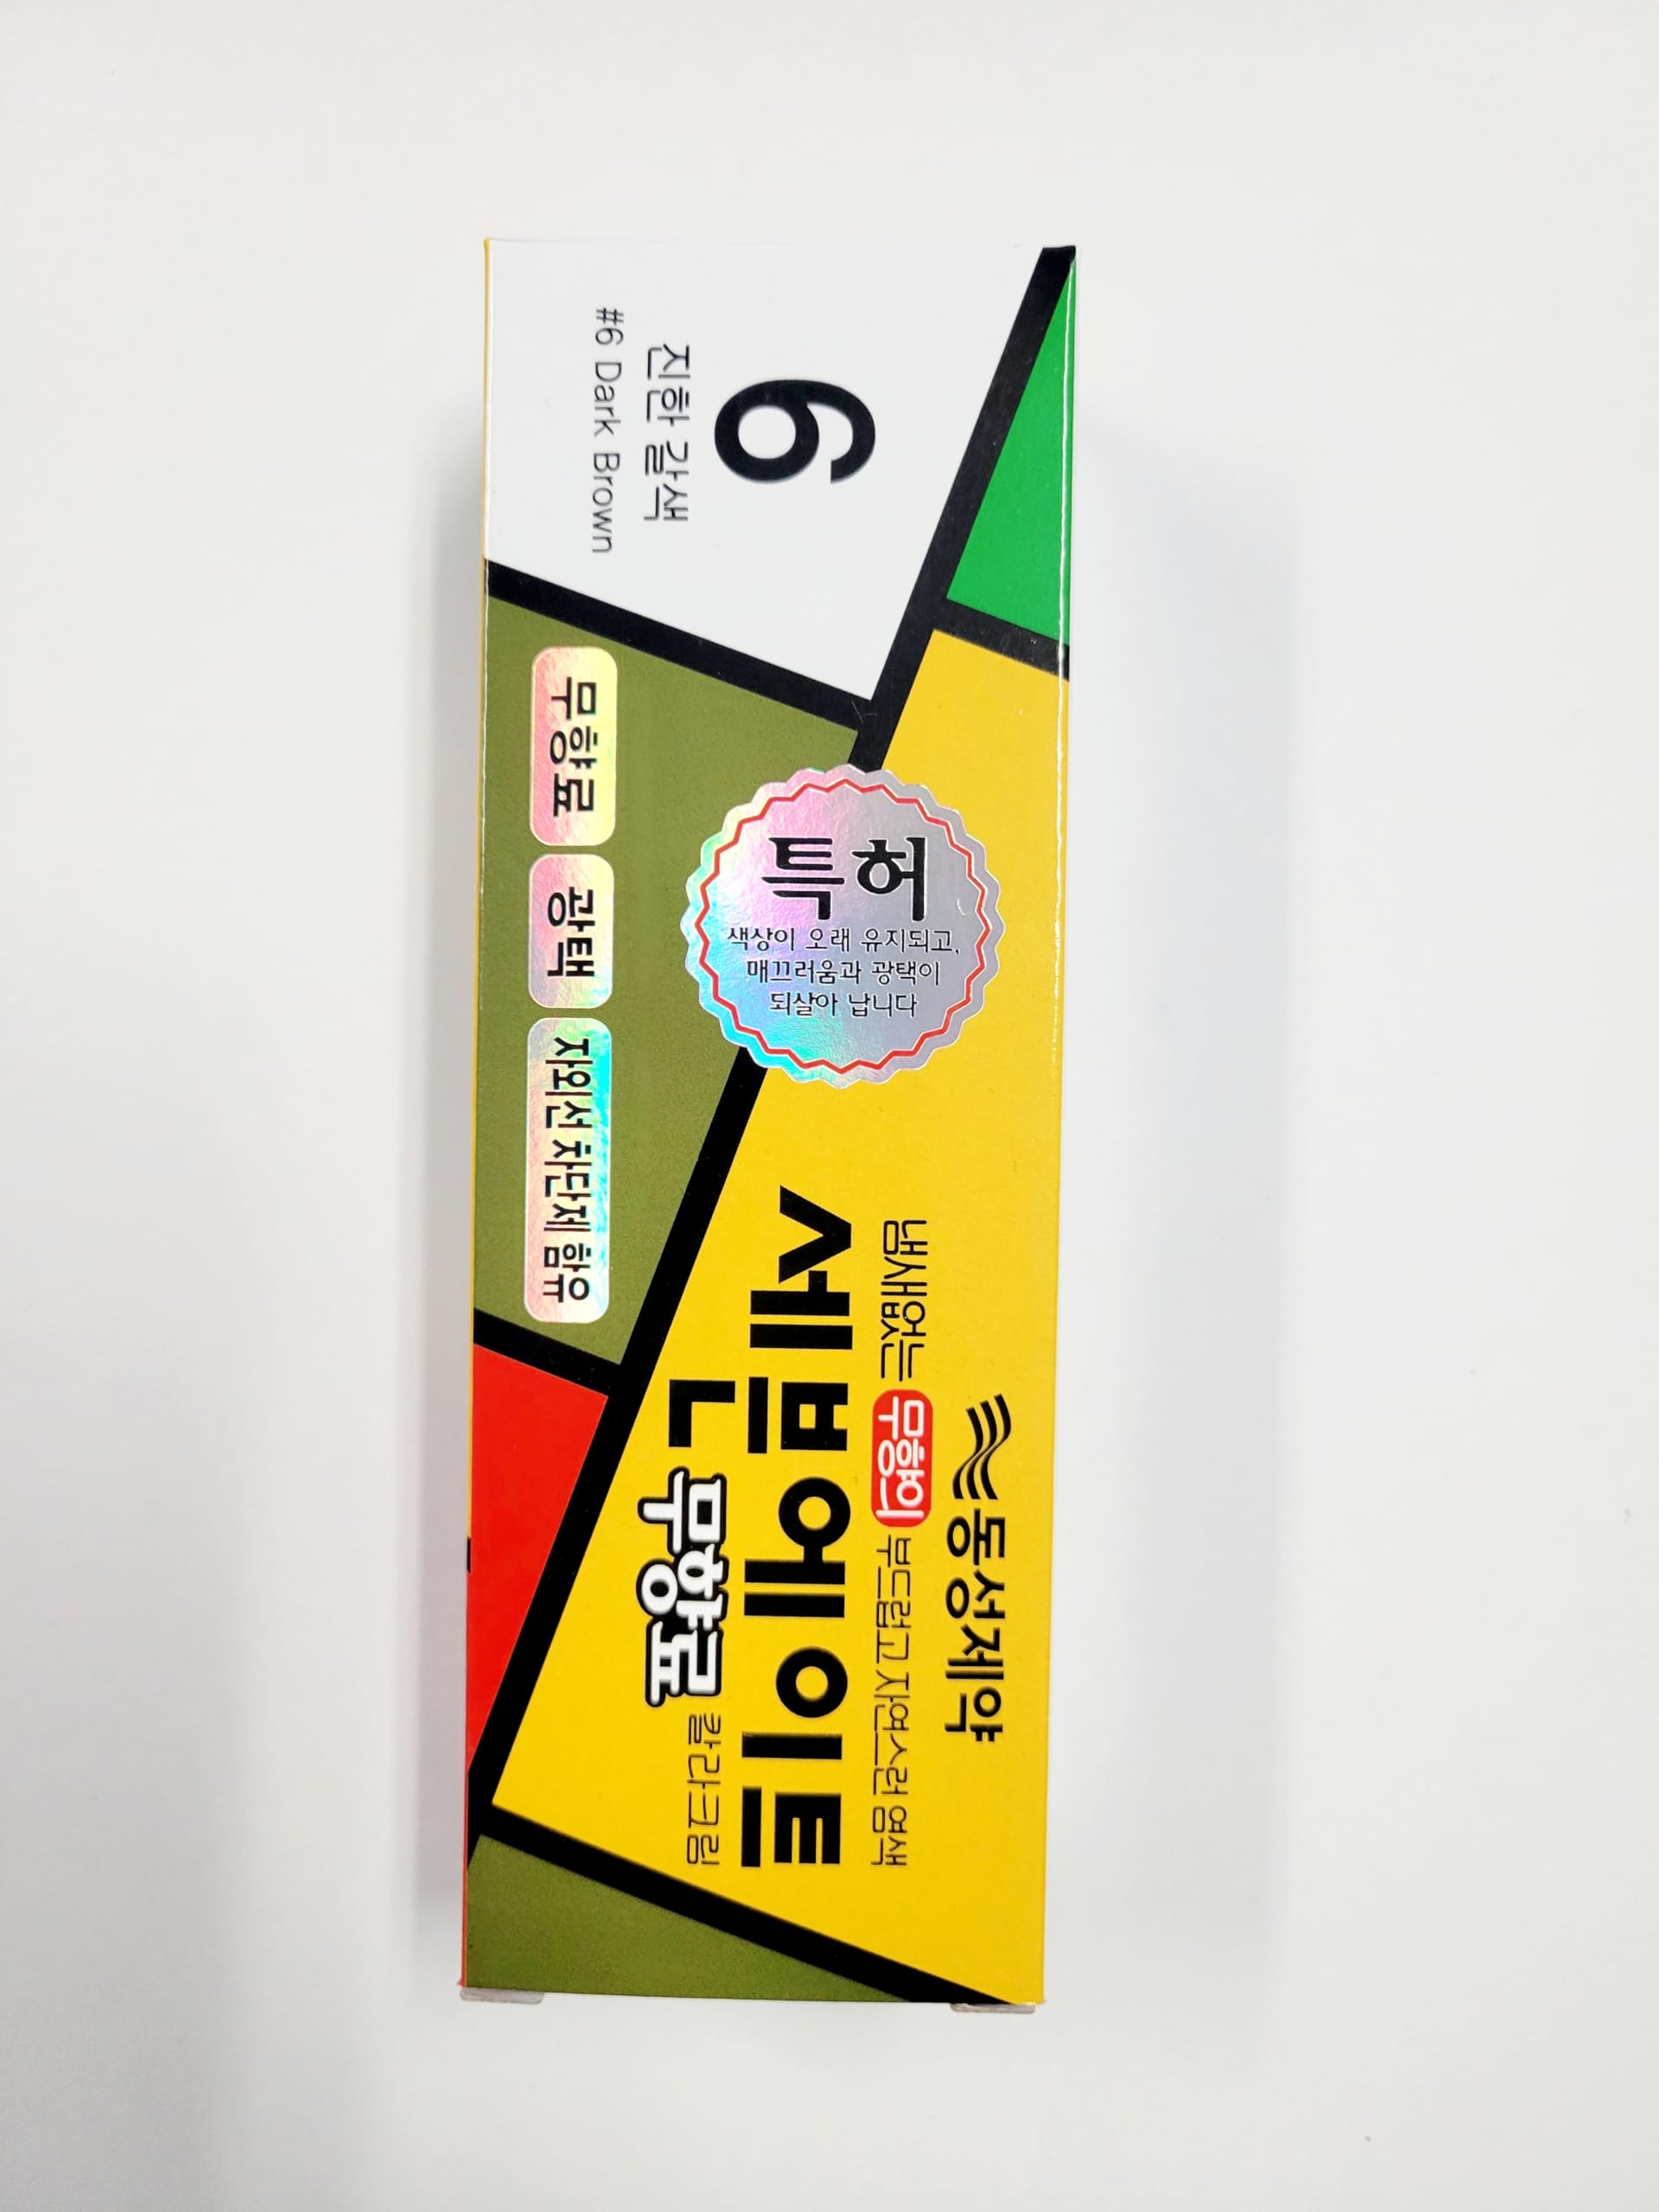 6
진한 갈색
#6 Dark Brown
특허
색상이 오래 유지되고,
매끄러움과 광택이
되살아 납니다
무향료 광택 자외선 차단제 함유
동성제약
냄새없는 무향의 부드럽고 자연스런 염색
세븐에이트
무향료 칼라크림